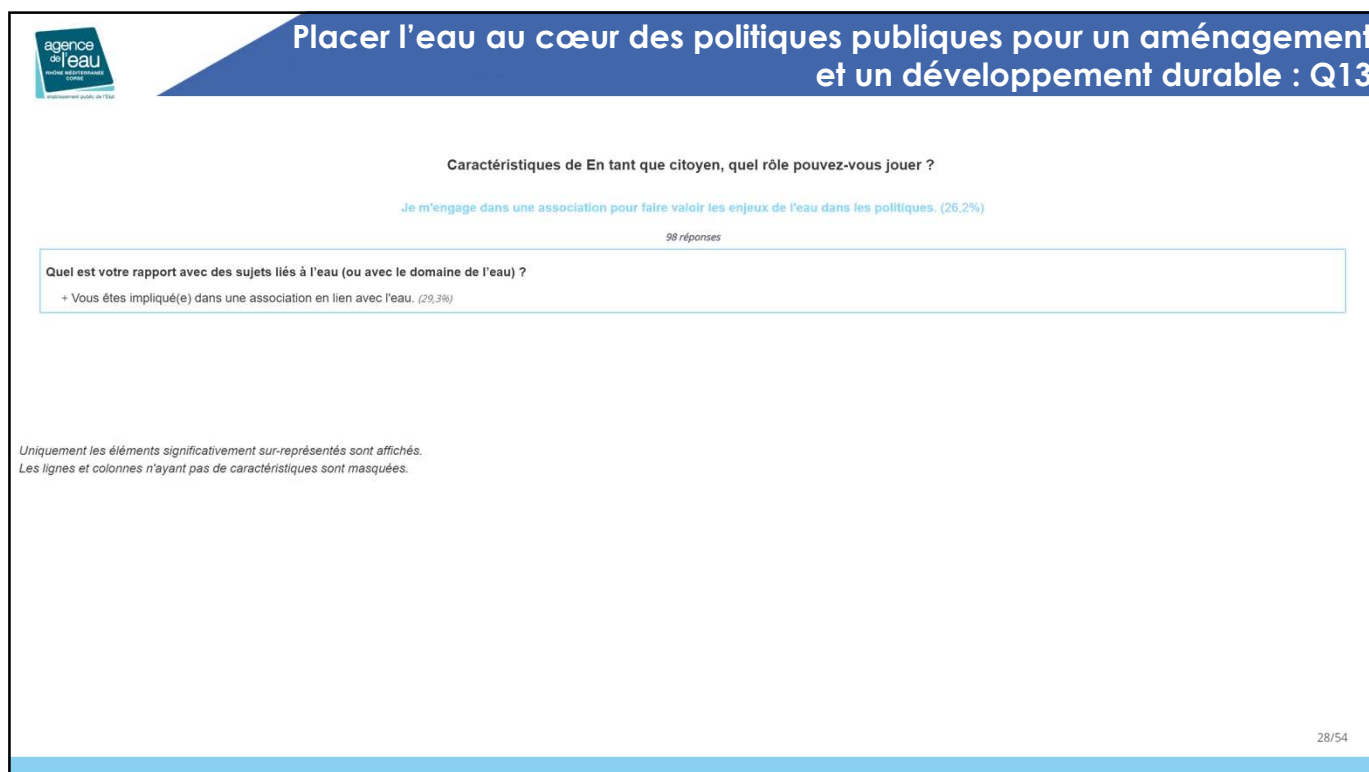 agence
de l'eau
RHÔNE MÉDITERRANÉE
CORSE
établissement public de l'État
Placer l’eau au cœur des politiques publiques pour un aménagement
et un développement durable : Q13
Caractéristiques de En tant que citoyen, quel rôle pouvez-vous jouer ?
Je m'engage dans une association pour faire valoir les enjeux de l'eau dans les politiques. (26,2%)
98 réponses
Quel est votre rapport avec des sujets liés à l’eau (ou avec le domaine de l’eau) ?
+ Vous êtes impliqué(e) dans une association en lien avec l'eau. (29,3%)
Uniquement les éléments significativement sur-représentés sont affichés.
Les lignes et colonnes n'ayant pas de caractéristiques sont masquées.
28/54